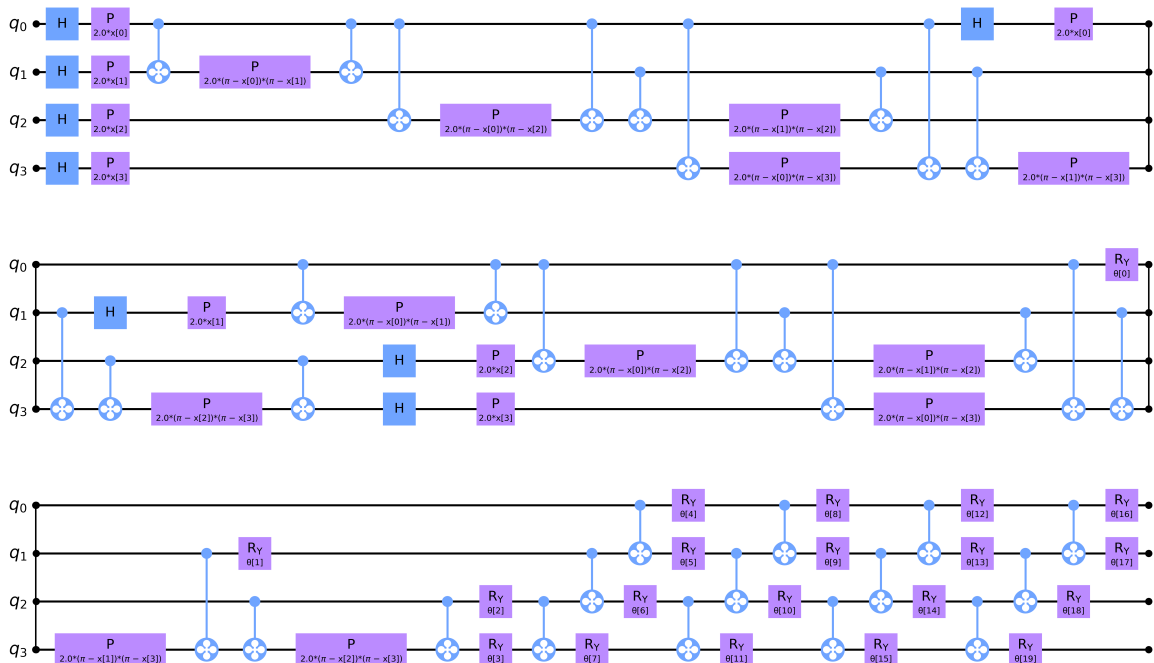 q0 H P 2.0*x[0] H P 2.0*x[0]
q1 H P 2.0*x[1] P 2.0*(π − x[0])*(π − x[1])
q2 H P 2.0*x[2] P 2.0*(π − x[0])*(π − x[2]) P 2.0*(π − x[1])*(π − x[2])
q3 H P 2.0*x[3] P 2.0*(π − x[0])*(π − x[3]) P 2.0*(π − x[1])*(π − x[3])
q0 RY θ[0]
q1 H P 2.0*x[1] P 2.0*(π − x[0])*(π − x[1])
q2 H P 2.0*x[2] P 2.0*(π − x[0])*(π − x[2]) P 2.0*(π − x[1])*(π − x[2])
q3 P 2.0*(π − x[2])*(π − x[3]) H P 2.0*x[3] P 2.0*(π − x[0])*(π − x[3])
q0 RY θ[4] RY θ[8] RY θ[12] RY θ[16]
q1 RY θ[1] RY θ[5] RY θ[9] RY θ[13] RY θ[17]
q2 RY θ[2] RY θ[6] RY θ[10] RY θ[14] RY θ[18]
q3 P 2.0*(π − x[1])*(π − x[3]) P 2.0*(π − x[2])*(π − x[3]) RY θ[3] RY θ[7] RY θ[11] RY θ[15] RY θ[19]